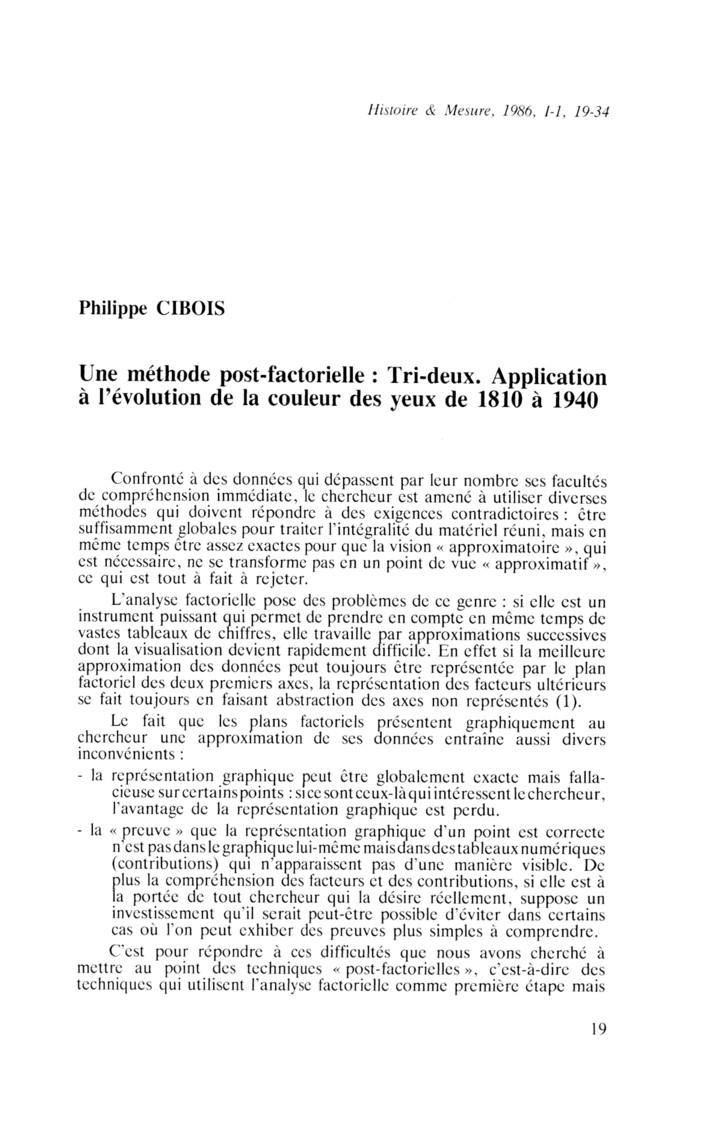 Histoire & Mesure, 1986, I-1, 19-34
Philippe CIBOIS
Une méthode post-factorielle : Tri-deux. Application
à l'évolution de la couleur des yeux de 1810 à 1940
Confronté à des données qui dépassent par leur nombre ses facultés
de compréhension immédiate, le chercheur est amené à utiliser diverses
méthodes qui doivent répondre à des exigences contradictoires : être
suffisamment globales pour traiter l'intégralité du matériel réuni, mais en
même temps être assez exactes pour que la vision « approximatoire », qui
est nécessaire, ne se transforme pas en un point de vue « approximatif »,
ce qui est tout à fait à rejeter.
L'analyse factorielle pose des problèmes de ce genre : si elle est un
instrument puissant qui permet de prendre en compte en même temps de
vastes tableaux de chiffres, elle travaille par approximations successives
dont la visualisation devient rapidement difficile. En effet si la meilleure
approximation des données peut toujours être représentée par le plan
factoriel des deux premiers axes, la représentation des facteurs ultérieurs
se fait toujours en faisant abstraction des axes non représentés (1).
Le fait que les plans factoriels présentent graphiquement au
chercheur une approximation de ses données entraîne aussi divers
inconvénients :
- la représentation graphique peut être globalement exacte mais falla-
cieuse sur certains points : si ce sont ceux-là qui intéressent le chercheur,
l'avantage de la représentation graphique est perdu.
- la « preuve » que la représentation graphique d'un point est correcte
n'est pas dans le graphique lui-même mais dans des tableaux numériques
(contributions) qui n'apparaissent pas d'une manière visible. De
plus la compréhension des facteurs et des contributions, si elle est à
la portée de tout chercheur qui la désire réellement, suppose un
investissement qu'il serait peut-être possible d'éviter dans certains
cas où l'on peut exhiber des preuves plus simples à comprendre.
C'est pour répondre à ces difficultés que nous avons cherché à
mettre au point des techniques « post-factorielles », c'est-à-dire des
techniques qui utilisent l'analyse factorielle comme première étape mais
19